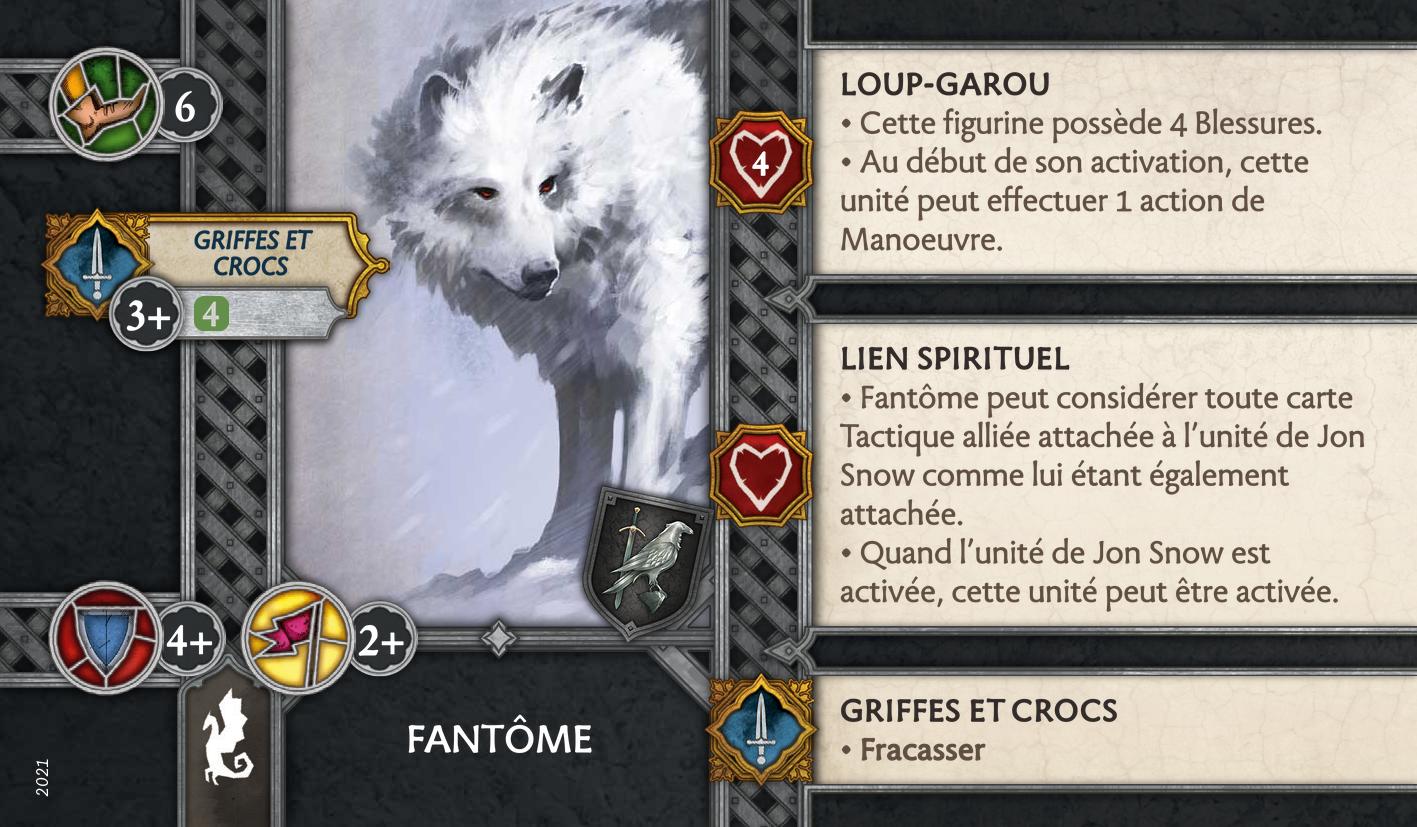 6
GRIFFES ET
CROCS
3+
4
4+
2+
FANTÔME
2021
4
LOUP-GAROU
• Cette figurine possède 4 Blessures.
• Au début de son activation, cette
unité peut effectuer 1 action de
Manoeuvre.
LIEN SPIRITUEL
• Fantôme peut considérer toute carte
Tactique alliée attachée à l’unité de Jon
Snow comme lui étant également
attachée.
• Quand l’unité de Jon Snow est
activée, cette unité peut être activée.
GRIFFES ET CROCS
• Fracasser